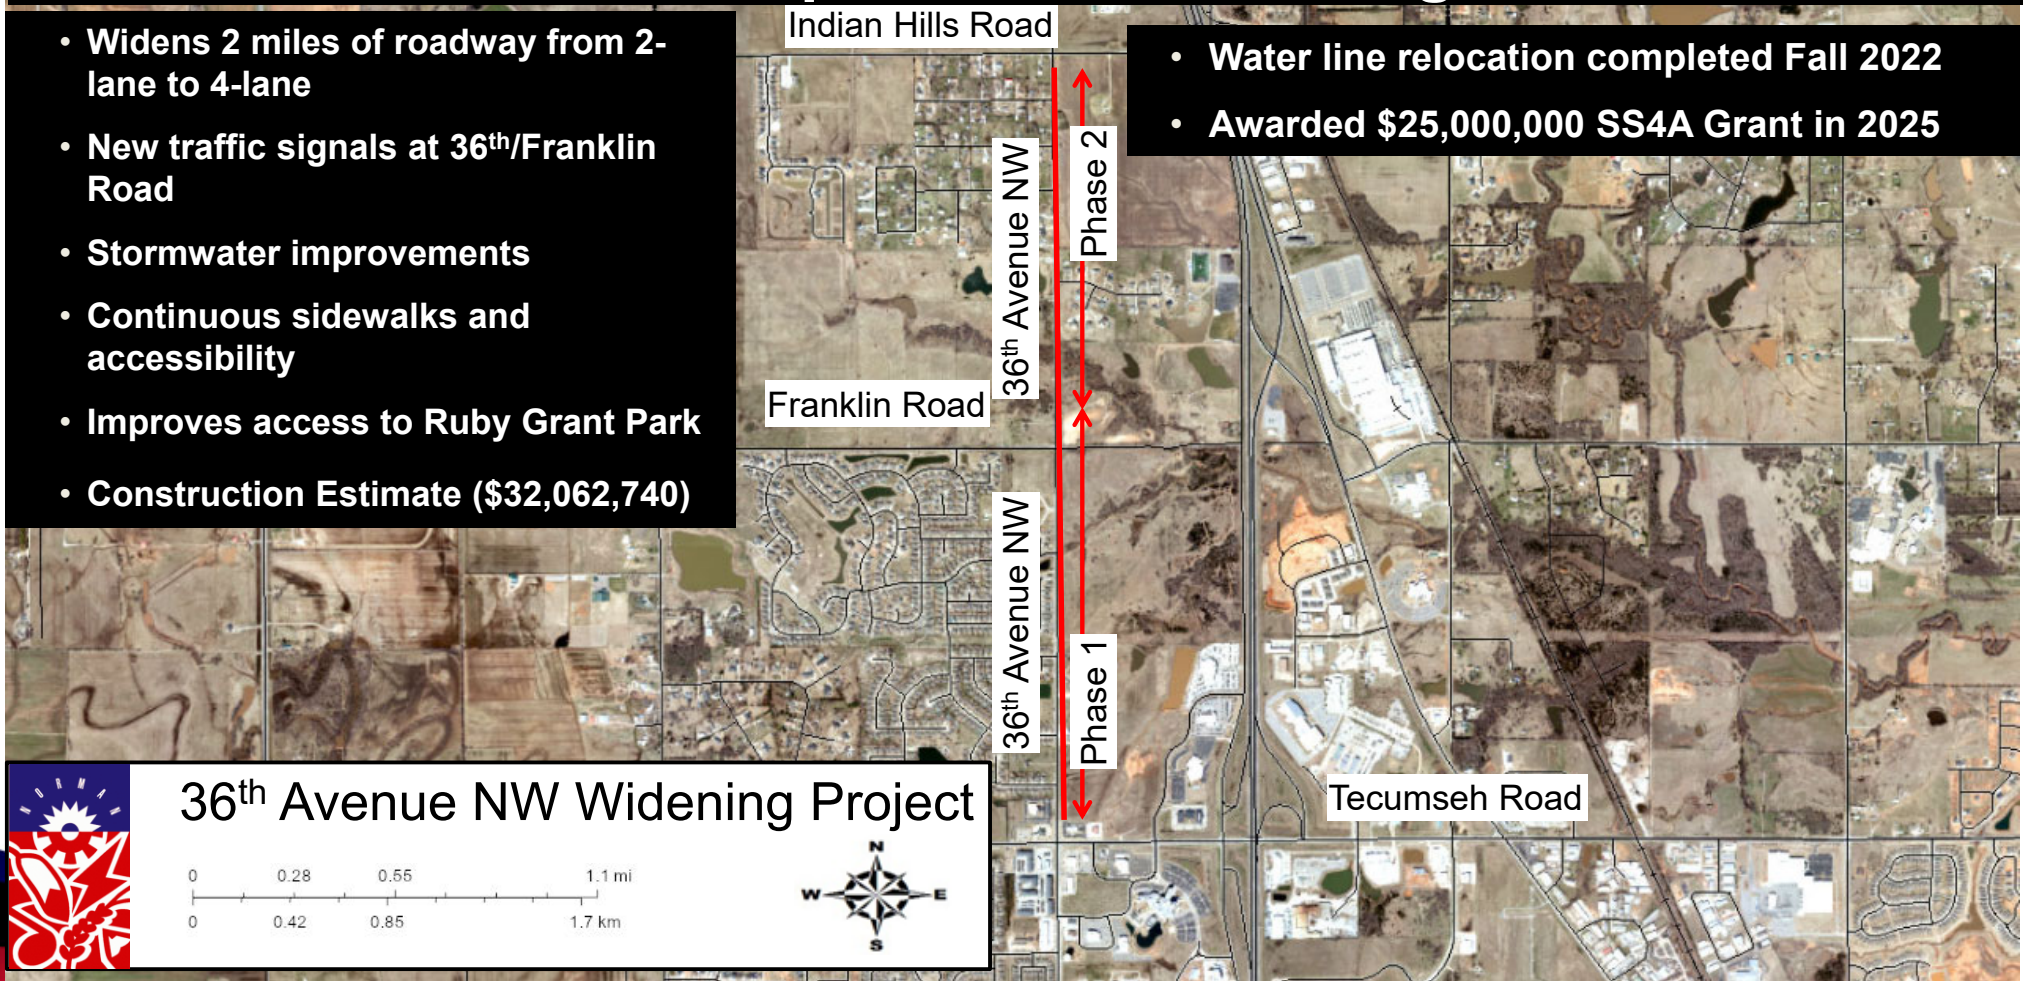 Indian Hills Road
• Widens 2 miles of roadway from 2-
lane to 4-lane
• New traffic signals at 36th/Franklin
Road
• Stormwater improvements
• Continuous sidewalks and
accessibility
• Improves access to Ruby Grant Park
• Construction Estimate ($32,062,740)
• Water line relocation completed Fall 2022
• Awarded $25,000,000 SS4A Grant in 2025
36th Avenue NW
Phase 2
Franklin Road
36th Avenue NW
Phase 1
Tecumseh Road
NORMAN
36th Avenue NW Widening Project
0 0.28 0.55 1.1 mi
0 0.42 0.85 1.7 km
N
W E
S